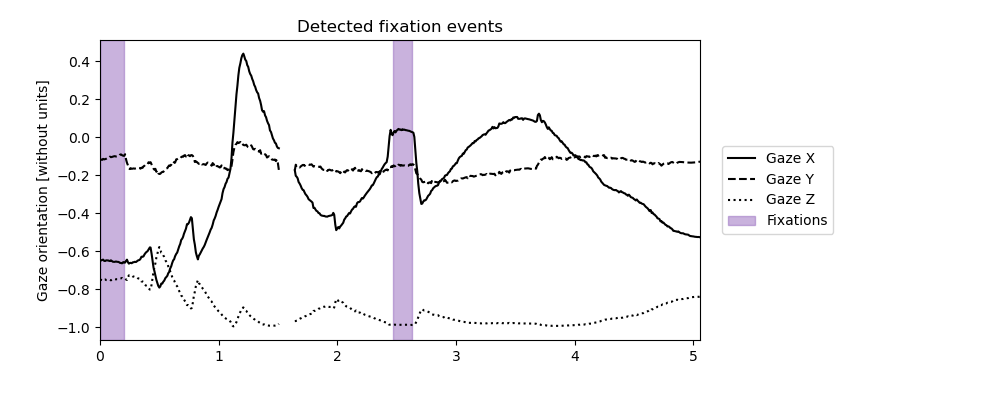 Detected fixation events
Gaze orientation [without units]
0.4
0.2
0.0
−0.2
−0.4
−0.6
−0.8
−1.0
0 1 2 3 4 5
Gaze X
Gaze Y
Gaze Z
Fixations